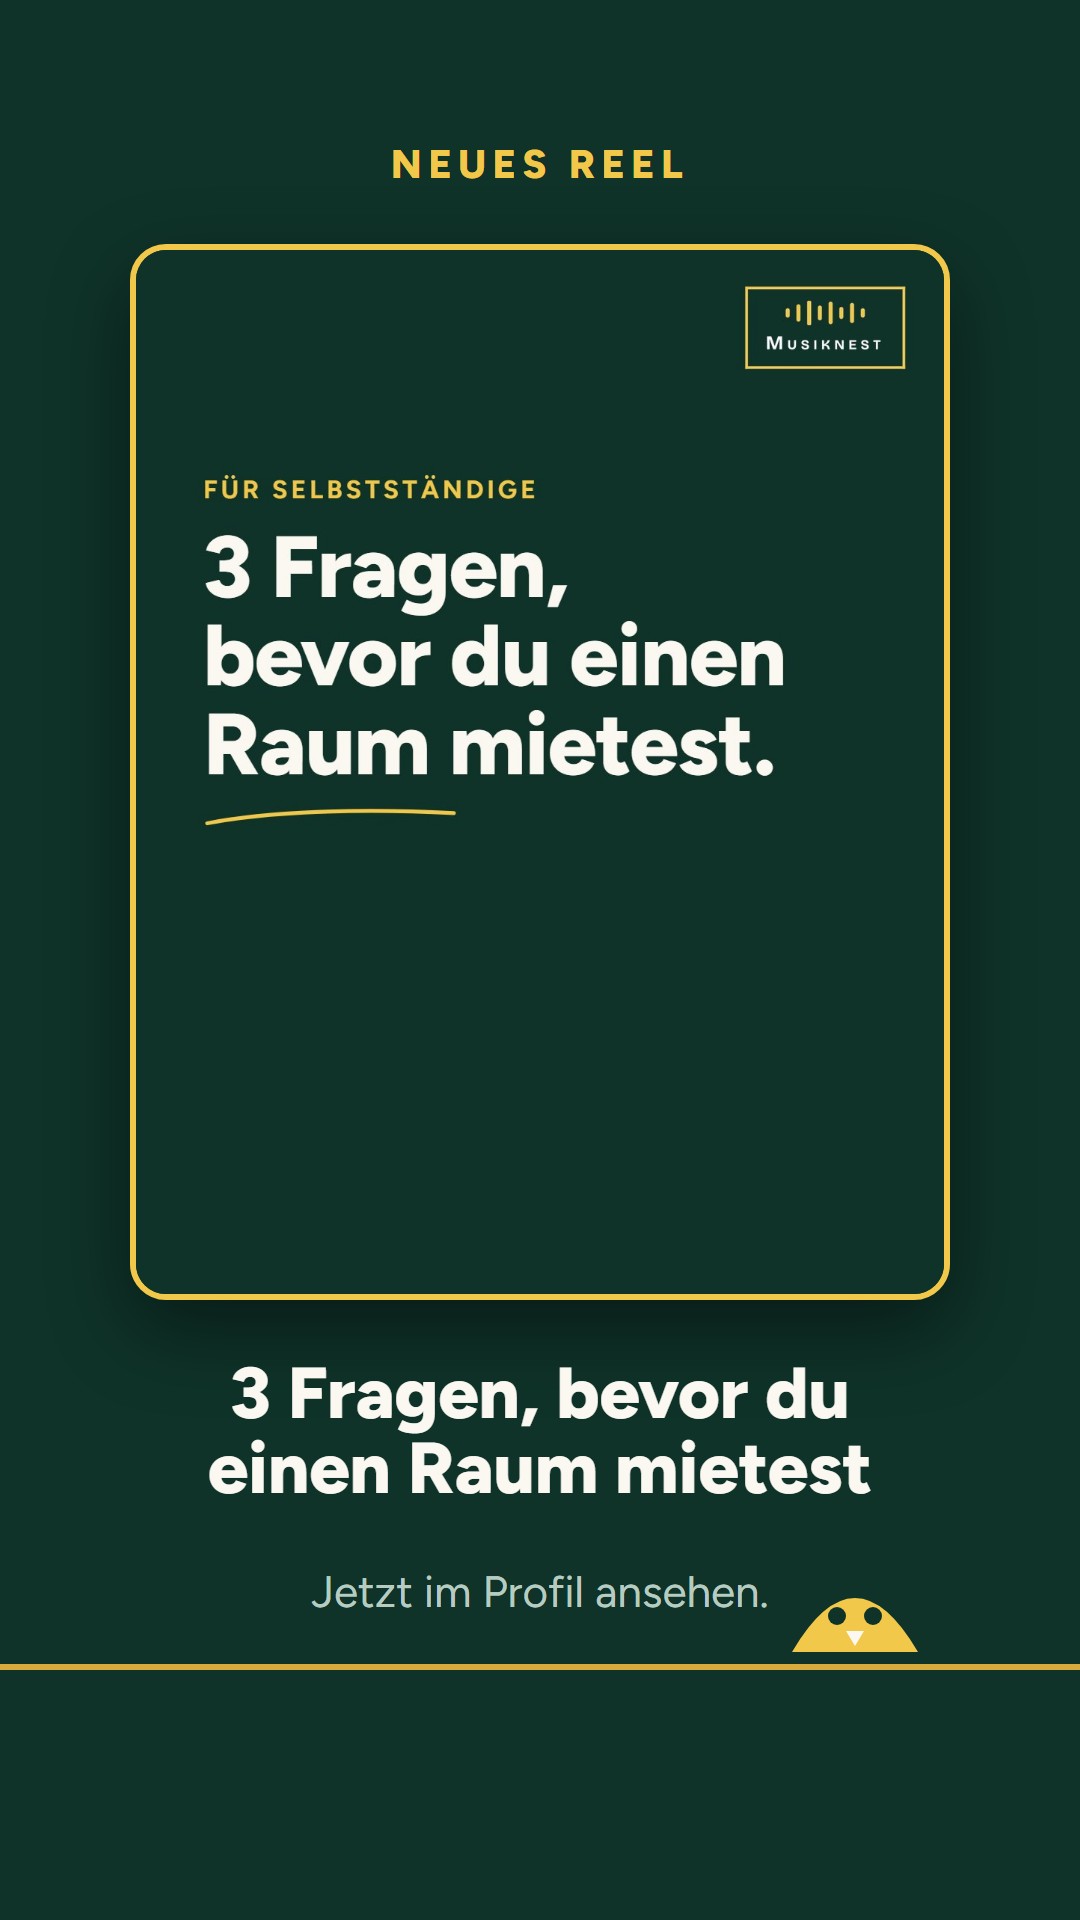 NEUES REEL
MUSIKNEST
FÜR SELBSTSTÄNDIGE
3 Fragen,
bevor du einen
Raum mietest.
3 Fragen, bevor du
einen Raum mietest
Jetzt im Profil ansehen.